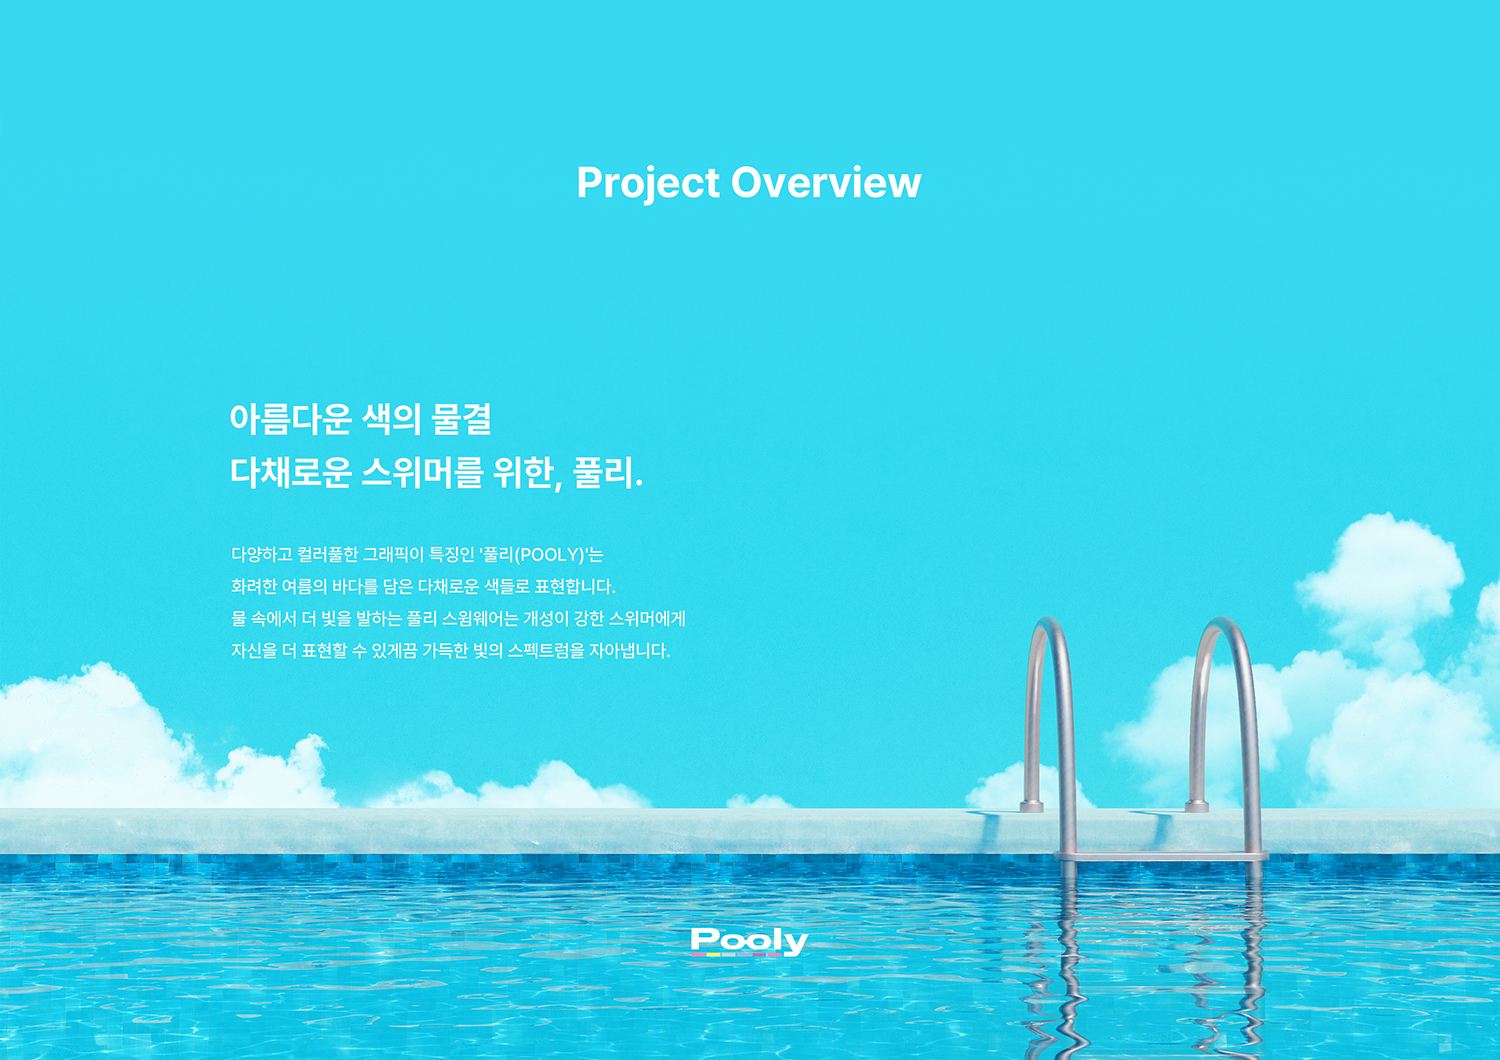 Project Overview
아름다운 색의 물결
다채로운 스위머를 위한, 풀리.
다양하고 컬러풀한 그래픽이 특징인 '풀리(POOLY)'는
화려한 여름의 바다를 담은 다채로운 색들로 표현합니다.
물 속에서 더 빛을 발하는 풀리 스윔웨어는 개성이 강한 스위머에게
자신을 더 표현할 수 있게끔 가득한 빛의 스펙트럼을 자아냅니다.
Pooly